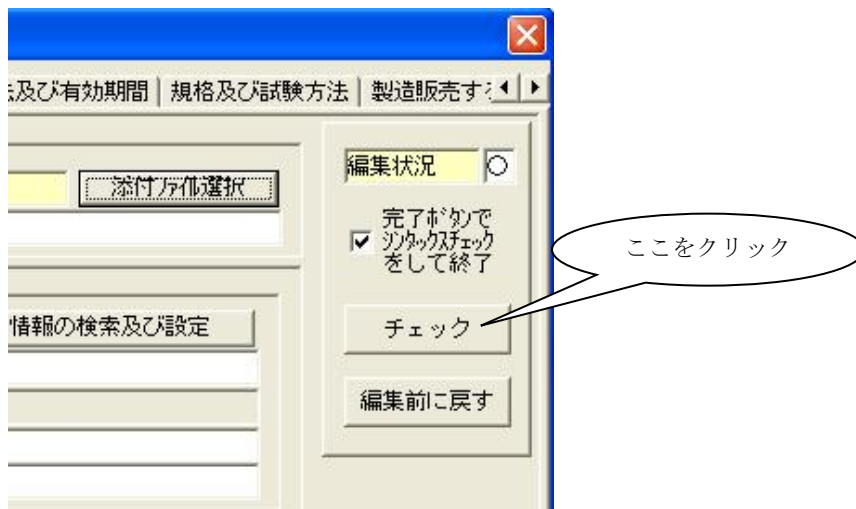 法及び有効期間 規格及び試験方法 製造販売する
編集状況 ○
添付ファイル選択
完了ボタンで
シンタックスチェック
をして終了
ここをクリック
情報の検索及び設定
チェック
編集前に戻す